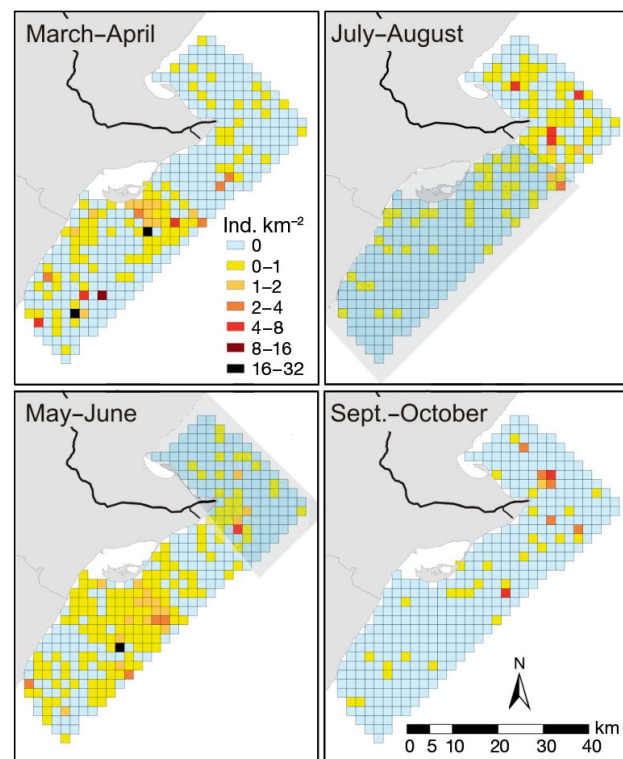 March–April
July–August
Ind. km⁻²
0
0–1
1–2
2–4
4–8
8–16
16–32
May–June
Sept.–October
N
km
0 5 10 20 30 40